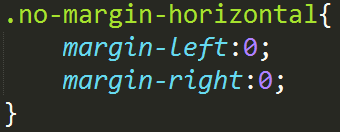 .no-margin-horizontal{
    margin-left:0;
    margin-right:0;
}